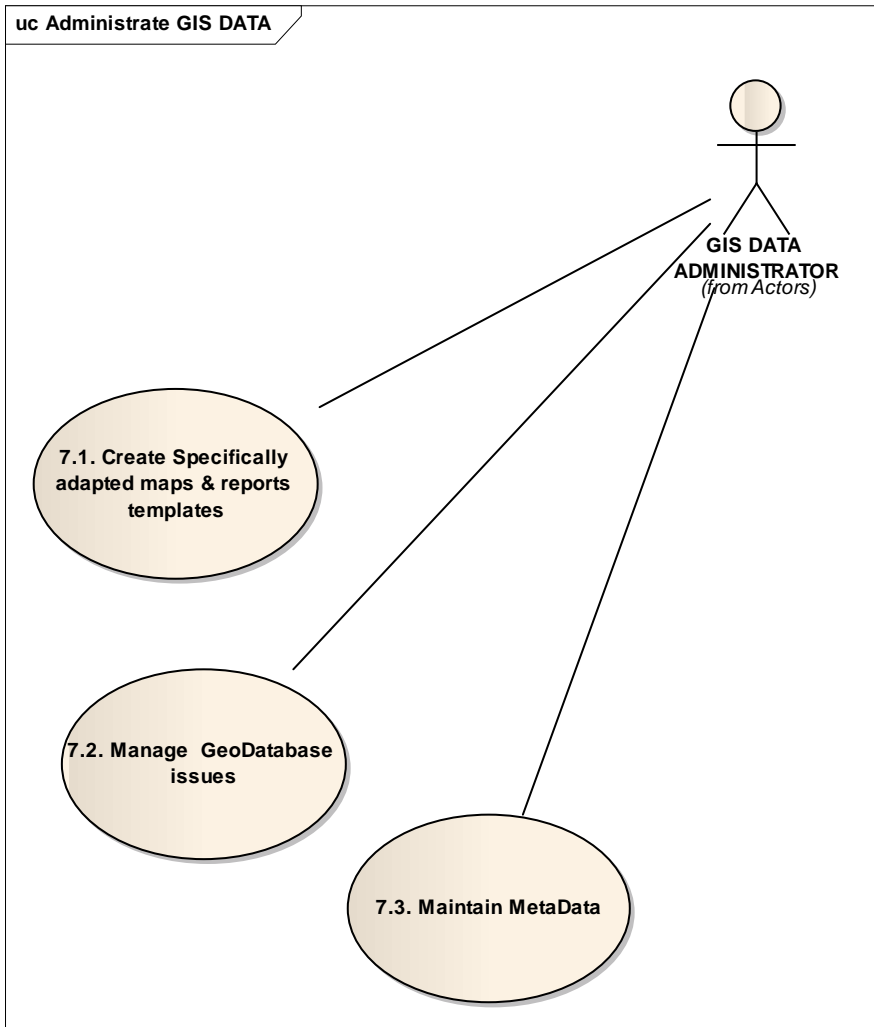 uc Administrate GIS DATA
GIS DATA
ADMINISTRATOR
(from Actors)
7.1. Create Specifically
adapted maps & reports
templates
7.2. Manage GeoDatabase
issues
7.3. Maintain MetaData